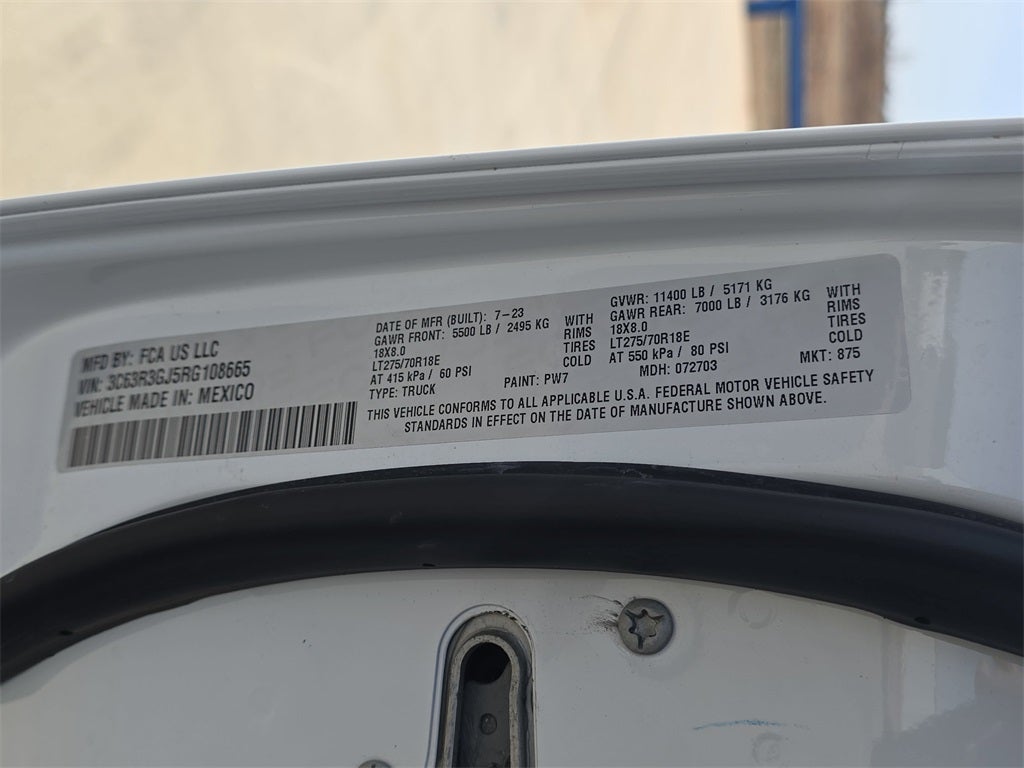 MFD BY: FCA US LLC
VIN: 3C63R3GJ5RG108665
VEHICLE MADE IN: MEXICO
DATE OF MFR (BUILT): 7-23
GAWR FRONT: 5500 LB / 2495 KG WITH
18X8.0 RIMS
LT275/70R18E TIRES
AT 415 kPa / 60 PSI COLD
TYPE: TRUCK
PAINT: PW7
GVWR: 11400 LB / 5171 KG
GAWR REAR: 7000 LB / 3176 KG WITH
18X8.0 RIMS
LT275/70R18E TIRES
AT 550 kPa / 80 PSI COLD
MDH: 072703
MKT: 875
THIS VEHICLE CONFORMS TO ALL APPLICABLE U.S.A. FEDERAL MOTOR VEHICLE SAFETY
STANDARDS IN EFFECT ON THE DATE OF MANUFACTURE SHOWN ABOVE.